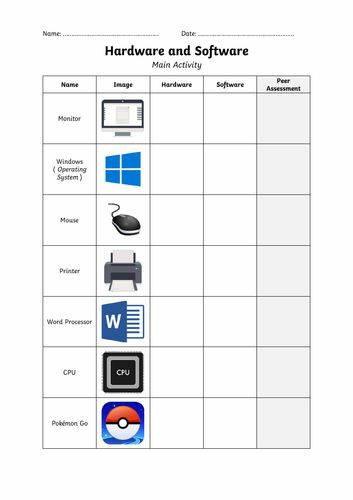 Name: ........................................................ Date: ........................................................
Hardware and Software
Main Activity
Name Image Hardware Software Peer Assessment
Monitor
Windows
( Operating
System )
Mouse
Printer
Word Processor
W
CPU
CPU
Pokémon Go